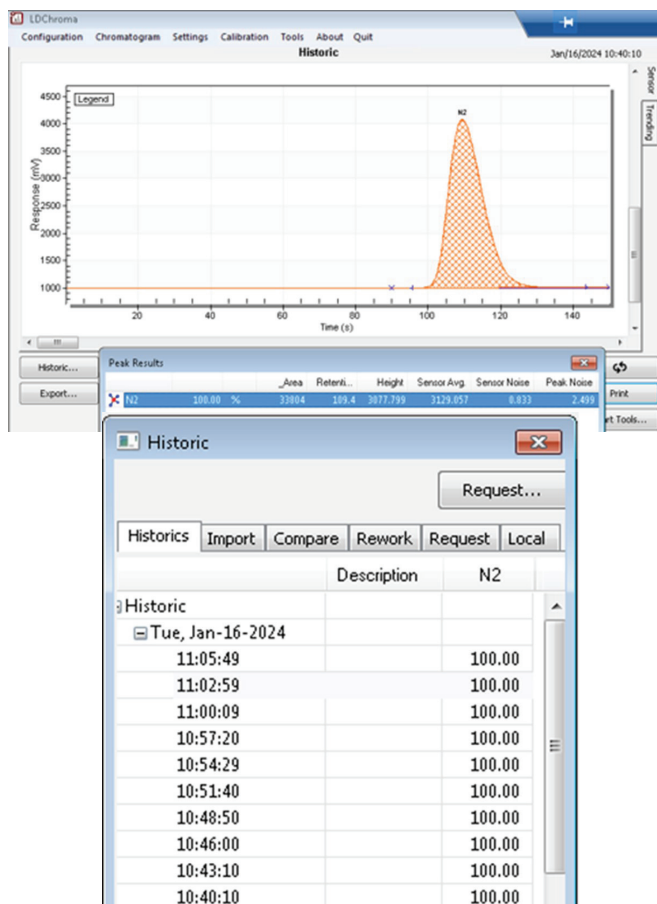 LDChroma
Configuration Chromatogram Settings Calibration Tools About Quit
Historic
Jan/16/2024 10:40:10
Sensor
Trending
Legend
N2
4500
4000
3500
3000
2500
2000
1500
1000
Response (mV)
20 40 60 80 100 120 140
Time (s)
Historic...
Export...
Print
rt Tools...
Peak Results
_Area Retenti... Height Sensor Avg. Sensor Noise Peak Noise
N2 100.00 % 33804 109.4 3077.799 3129.057 0.833 2.499
Historic
Request...
Historics Import Compare Rework Request Local
Description N2
Historic
Tue, Jan-16-2024
11:05:49 100.00
11:02:59 100.00
11:00:09 100.00
10:57:20 100.00
10:54:29 100.00
10:51:40 100.00
10:48:50 100.00
10:46:00 100.00
10:43:10 100.00
10:40:10 100.00